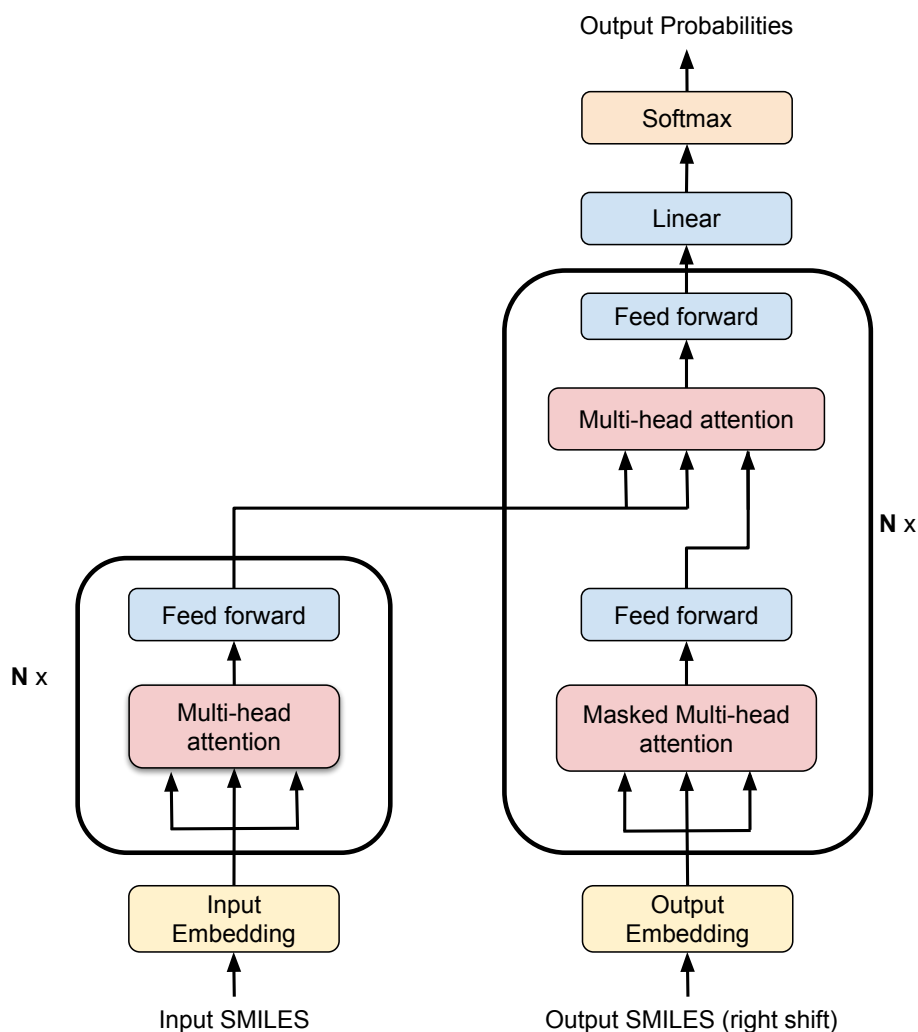 Output Probabilities
Softmax
Linear
Feed forward
Multi-head attention
N x
Feed forward
Feed forward
N x
Multi-head
attention
Masked Multi-head
attention
Input
Embedding
Output
Embedding
Input SMILES
Output SMILES (right shift)